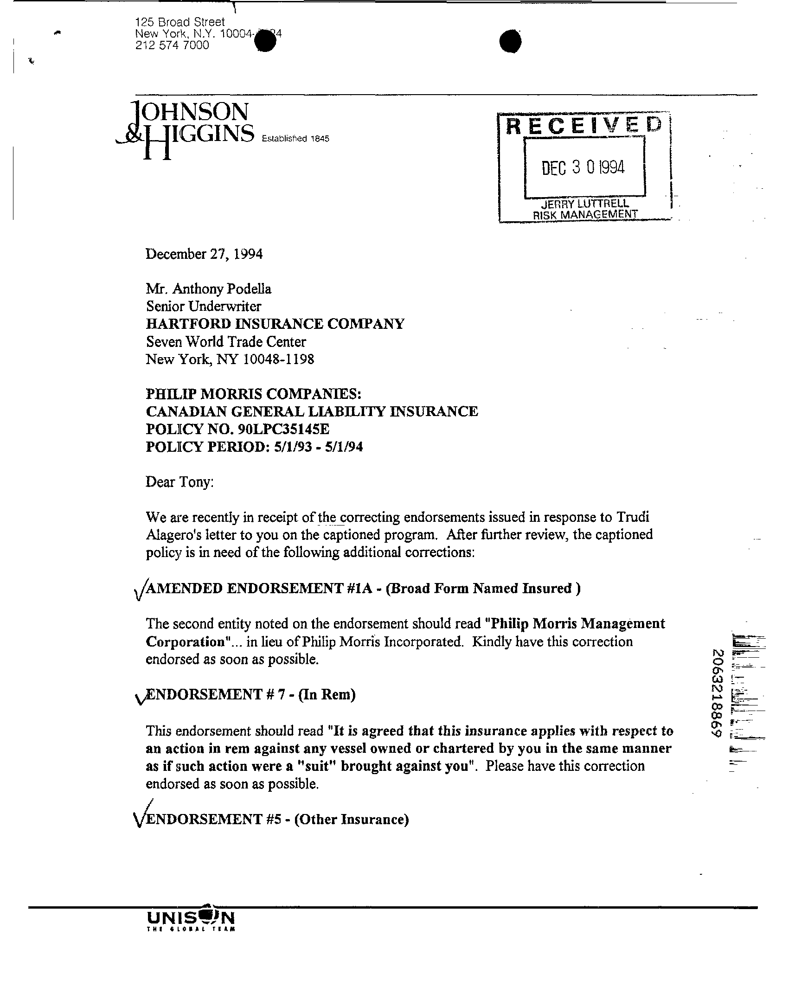 125 Broad Street
New York, N.Y. 10004-
212 574 7000
JOHNSON
& HIGGINS Established 1845
RECEIVED
DEC 30 1994
JERRY LUTTRELL
RISK MANAGEMENT
December 27, 1994
Mr. Anthony Podella
Senior Underwriter
HARTFORD INSURANCE COMPANY
Seven World Trade Center
New York, NY 10048-1198
PHILIP MORRIS COMPANIES:
CANADIAN GENERAL LIABILITY INSURANCE
POLICY NO. 90LPC35145E
POLICY PERIOD: 5/1/93 - 5/1/94
Dear Tony:
We are recently in receipt of the correcting endorsements issued in response to Trudi
Alagero's letter to you on the captioned program. After further review, the captioned
policy is in need of the following additional corrections:
AMENDED ENDORSEMENT #1A - (Broad Form Named Insured )
The second entity noted on the endorsement should read "Philip Morris Management
Corporation"... in lieu of Philip Morris Incorporated. Kindly have this correction
endorsed as soon as possible.
ENDORSEMENT # 7 - (In Rem)
This endorsement should read "It is agreed that this insurance applies with respect to
an action in rem against any vessel owned or chartered by you in the same manner
as if such action were a "suit" brought against you". Please have this correction
endorsed as soon as possible.
ENDORSEMENT #5 - (Other Insurance)
2063218869
UNISON
THE GLOBAL TEAM